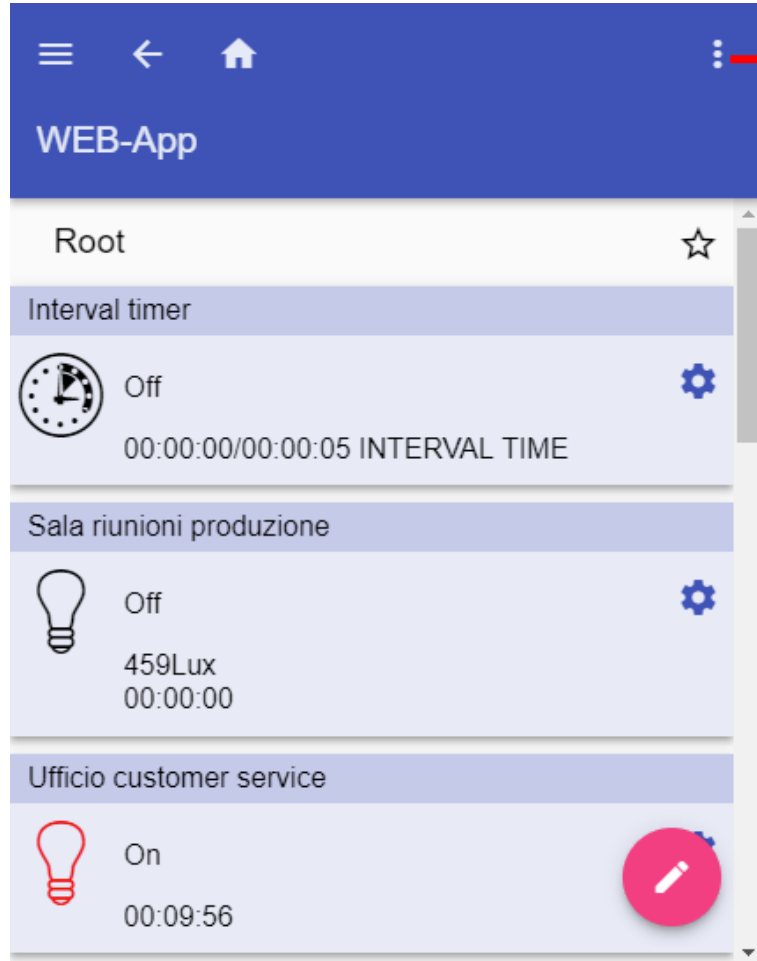 WEB-App
Root
Interval timer
Off
00:00:00/00:00:05 INTERVAL TIME
Sala riunioni produzione
Off
459Lux
00:00:00
Ufficio customer service
On
00:09:56